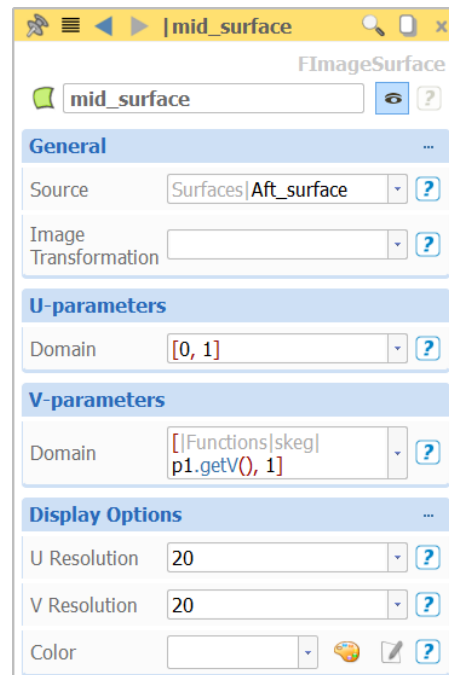 |mid_surface
FImageSurface
mid_surface
?
General
...
Source
Surfaces|Aft_surface
?
Image
Transformation
?
U-parameters
Domain
[0, 1]
?
V-parameters
Domain
[|Functions|skeg|
p1.getV(), 1]
?
Display Options
...
U Resolution
20
?
V Resolution
20
?
Color
?